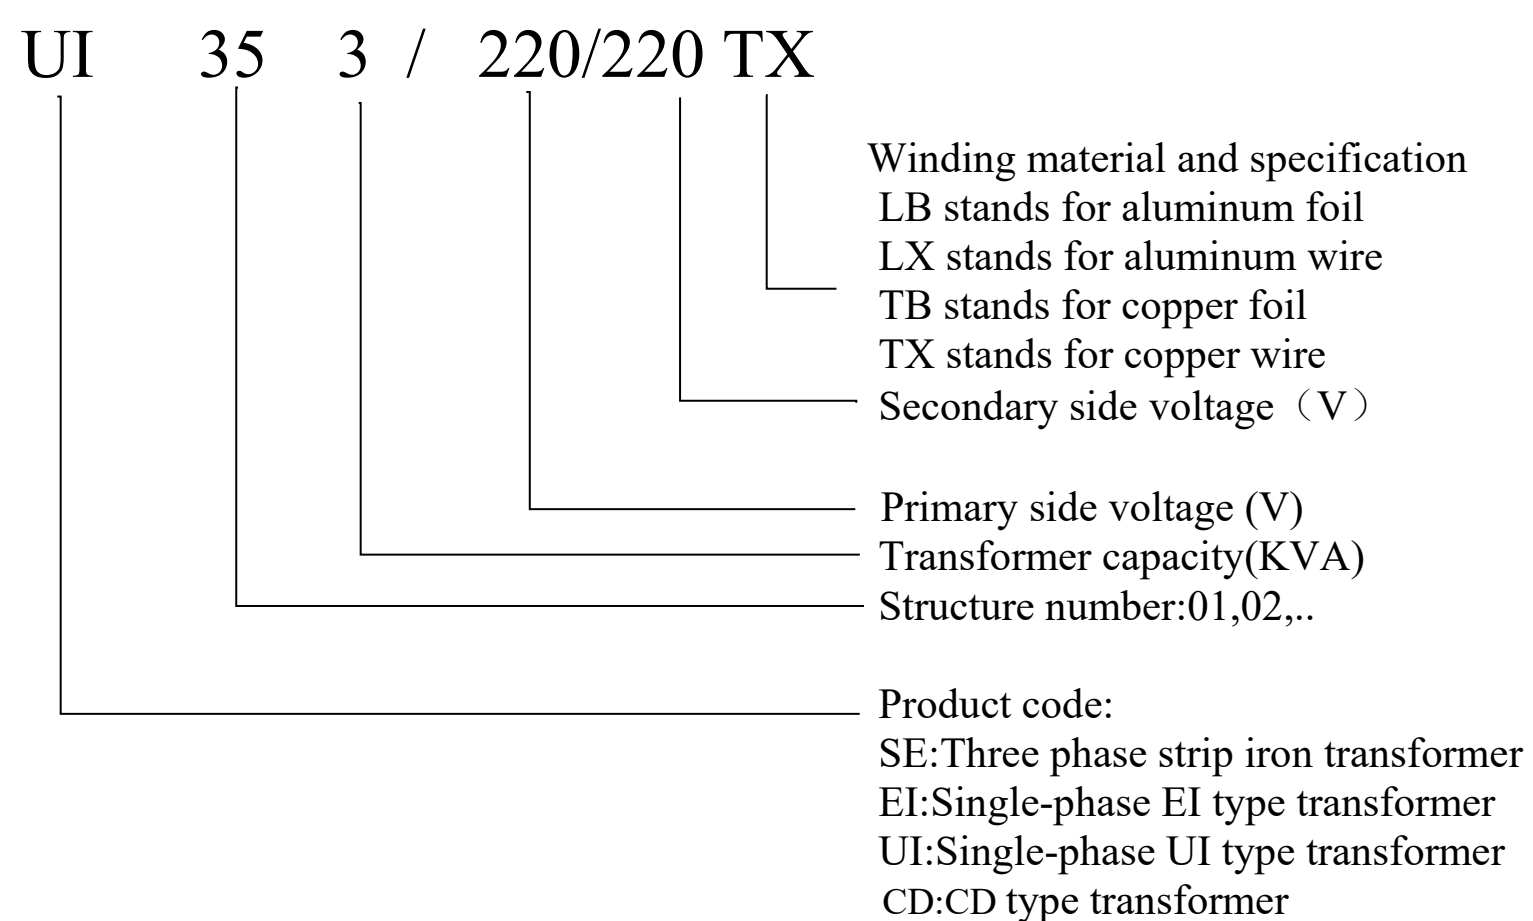 UI 35 3 / 220/220 TX
Winding material and specification
LB stands for aluminum foil
LX stands for aluminum wire
TB stands for copper foil
TX stands for copper wire
Secondary side voltage（V）
Primary side voltage (V)
Transformer capacity(KVA)
Structure number:01,02,..
Product code:
SE:Three phase strip iron transformer
EI:Single-phase EI type transformer
UI:Single-phase UI type transformer
CD:CD type transformer